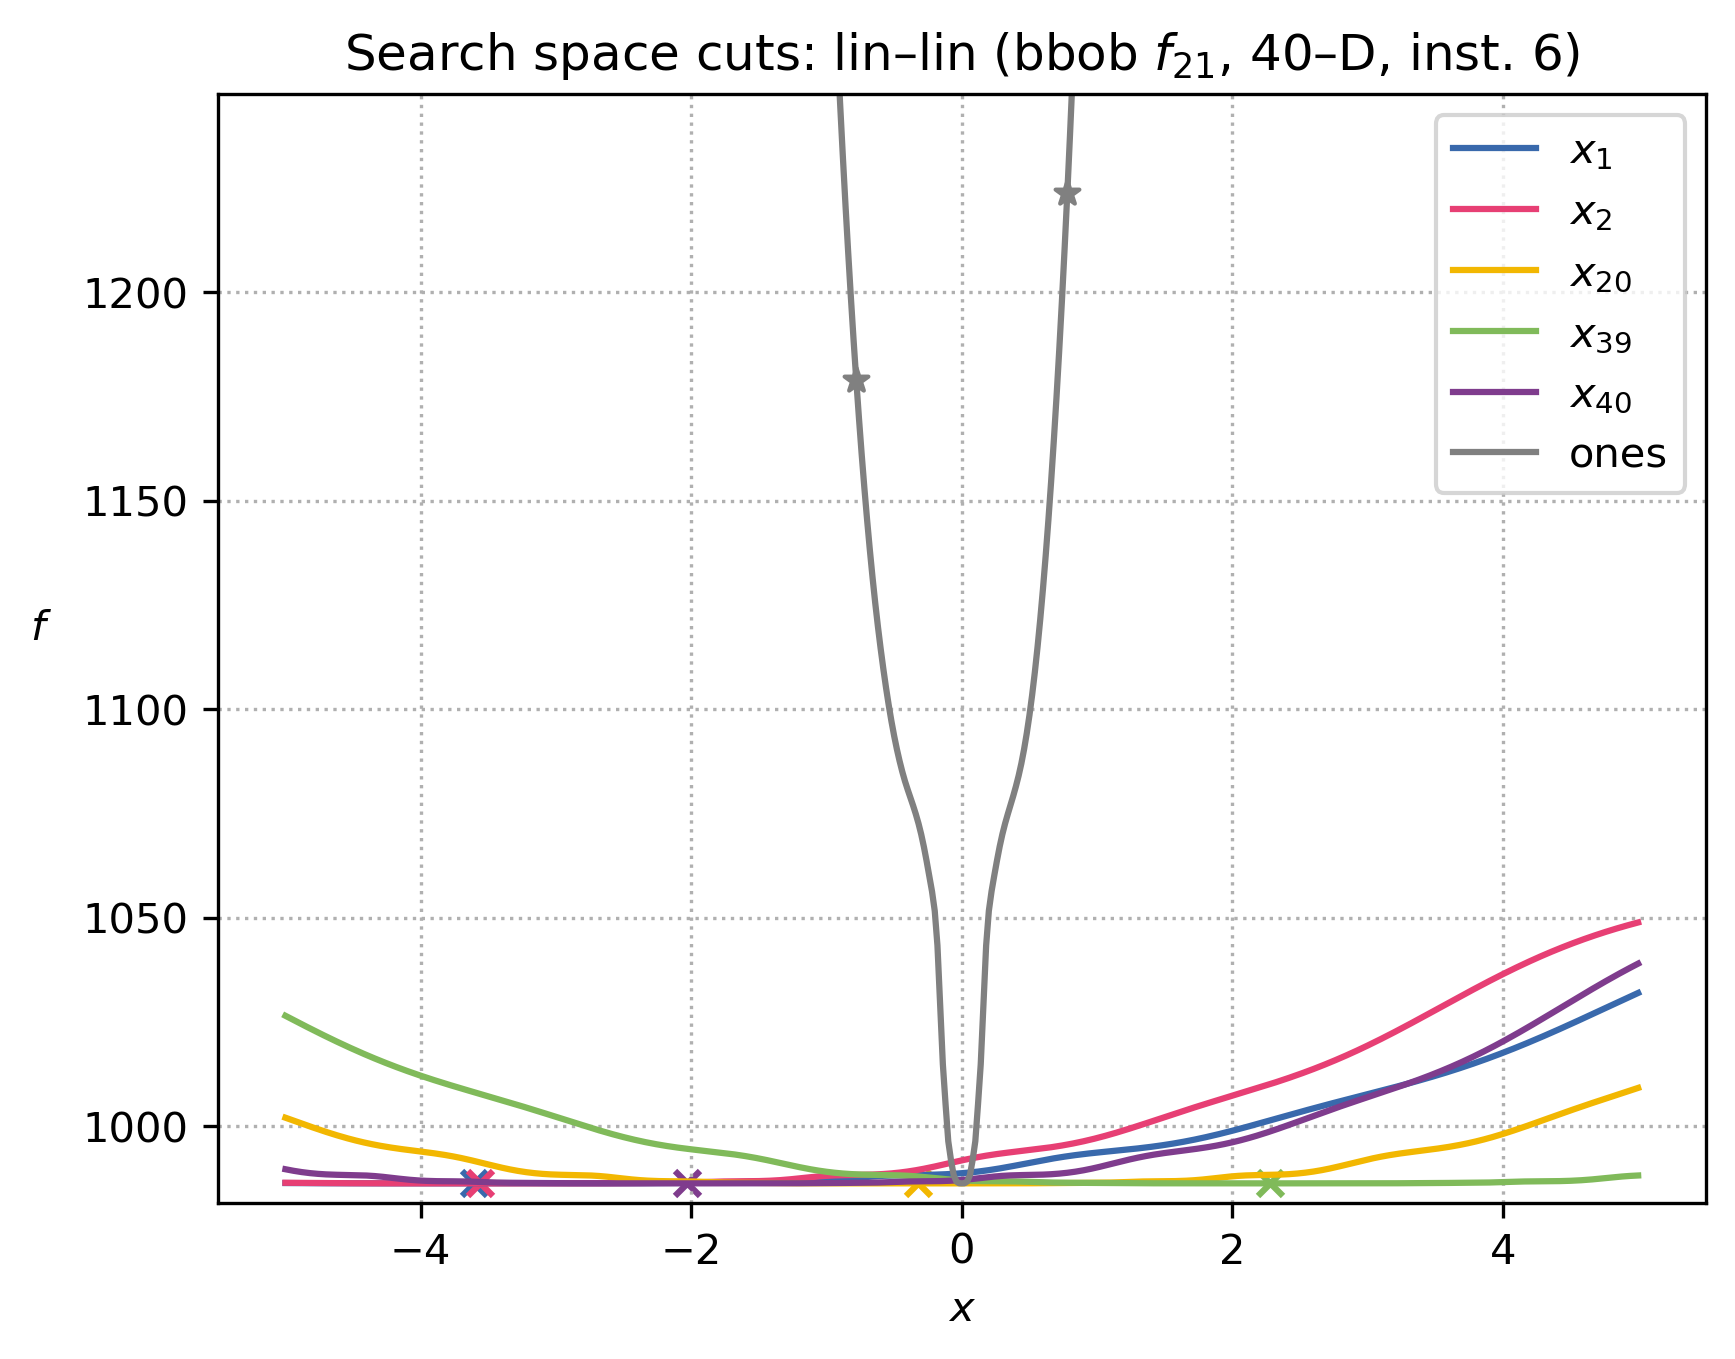 Search space cuts: lin–lin (bbob f₂₁, 40–D, inst. 6)
x₁
x₂
x₂₀
x₃₉
x₄₀
ones
1200
1150
1100
1050
1000
f
−4
−2
0
2
4
x